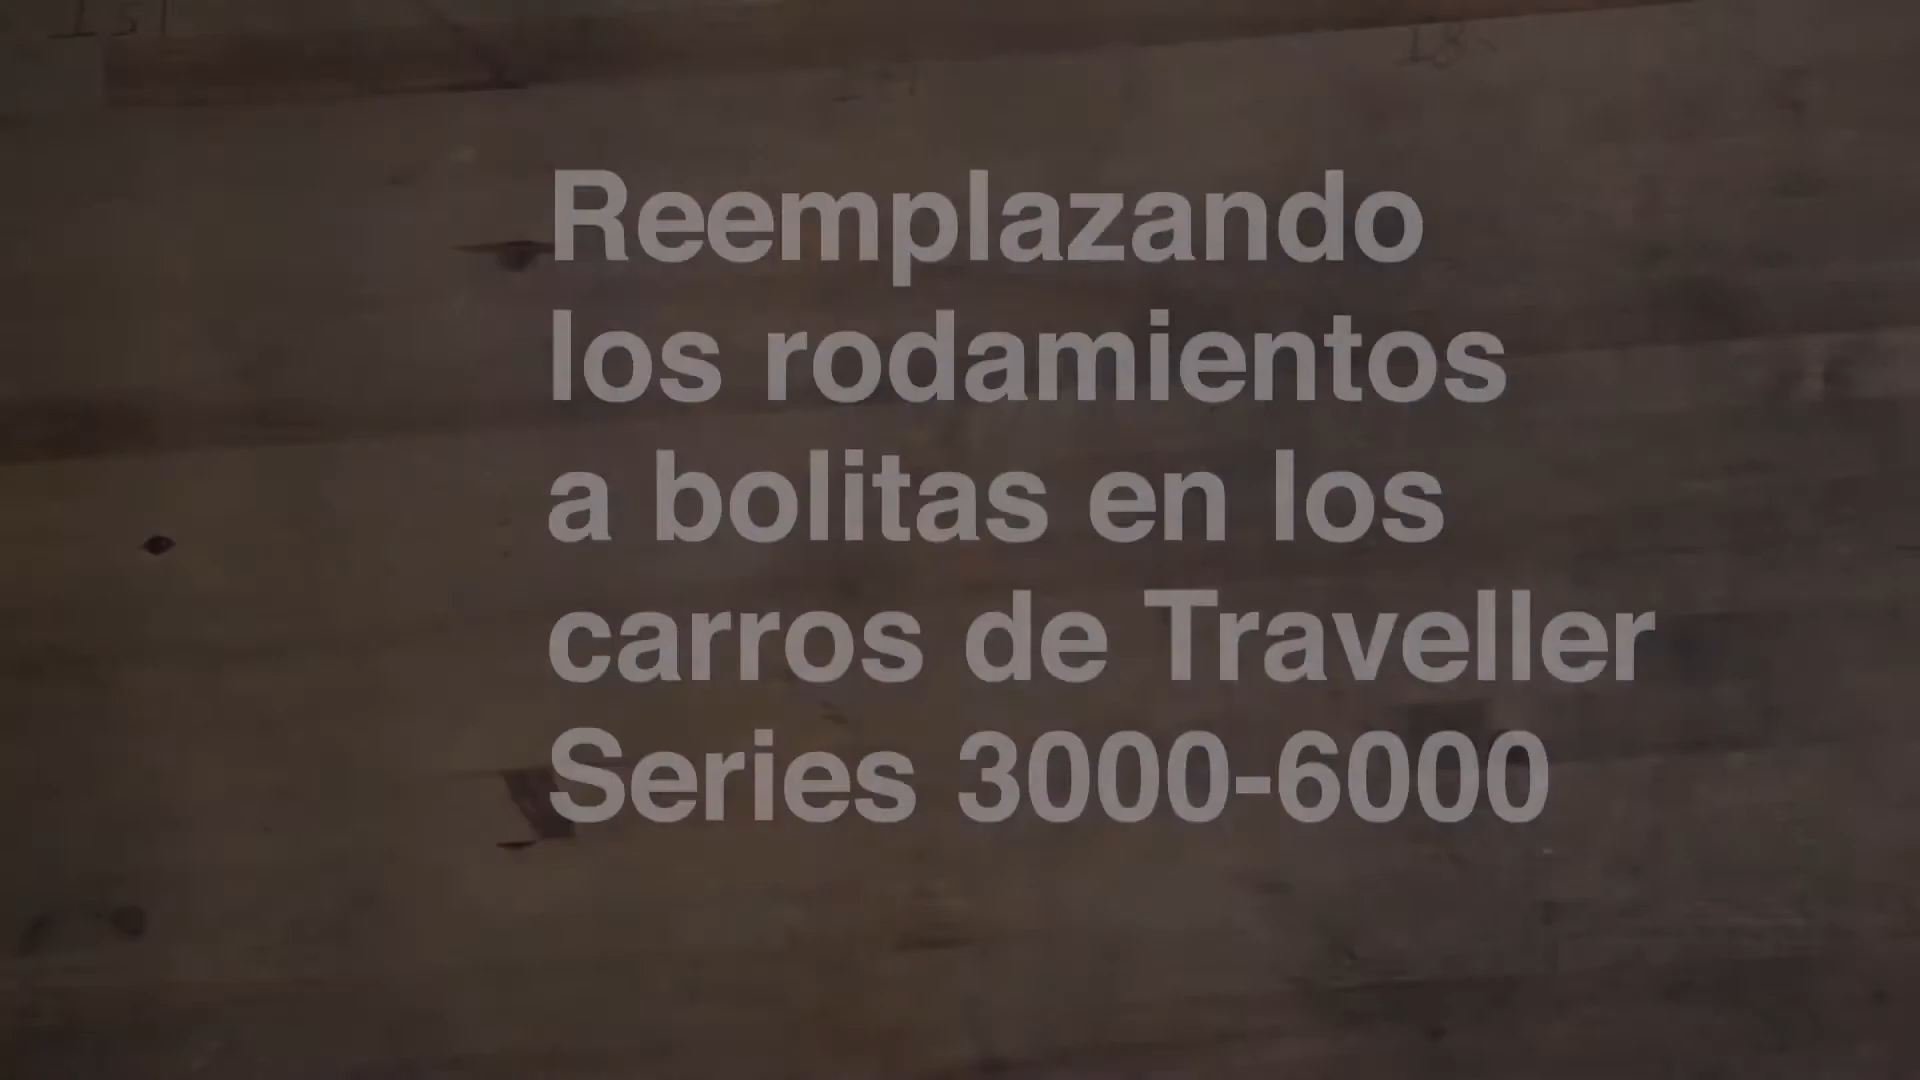 Reemplazando
los rodamientos
a bolitas en los
carros de Traveller
Series 3000-6000